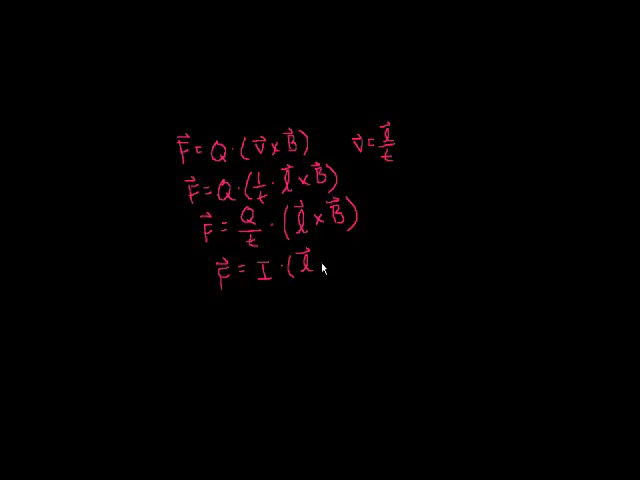 F⃗ = Q · (v⃗ × B⃗) v⃗ = l⃗/t
F⃗ = Q · (1/t · l⃗ × B⃗)
F⃗ = Q/t · (l⃗ × B⃗)
F⃗ = I · (l⃗